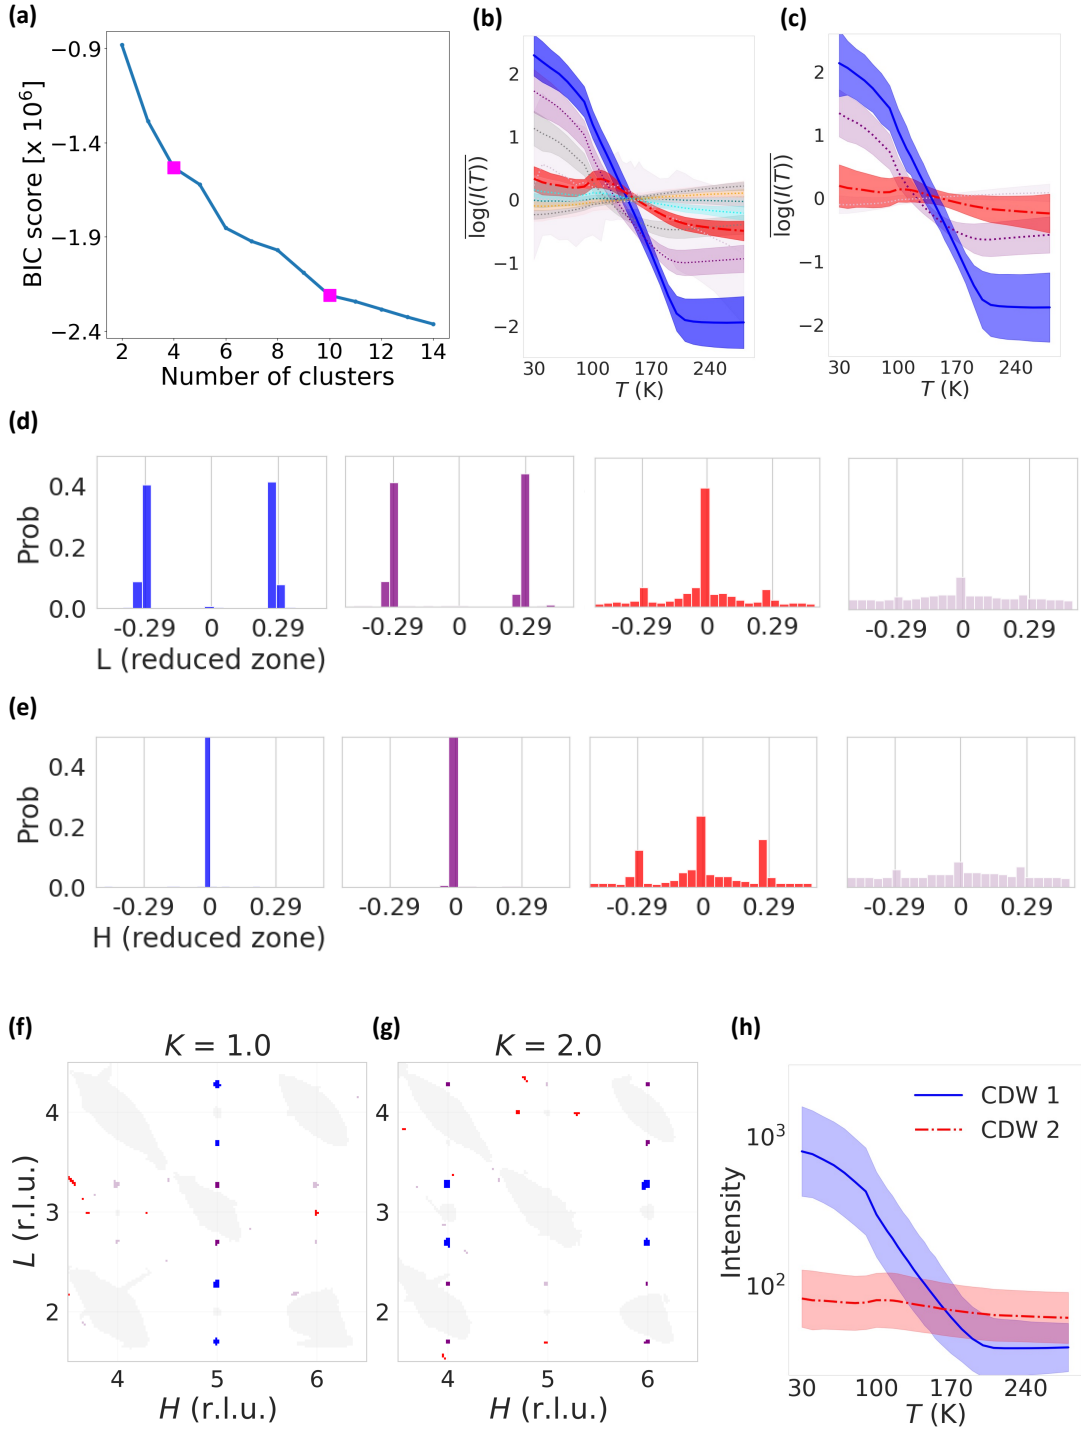 (a)
(b)
(c)
BIC score [x 10⁶]
−0.9
−1.4
−1.9
−2.4
2 4 6 8 10 12 14
Number of clusters
log(I(T))
2
1
0
−1
−2
30 100 170 240
T (K)
log(I(T))
2
1
0
−1
−2
30 100 170 240
T (K)
(d)
Prob
0.4
0.2
0.0
-0.29 0 0.29
-0.29 0 0.29
-0.29 0 0.29
-0.29 0 0.29
L (reduced zone)
(e)
Prob
0.4
0.2
0.0
-0.29 0 0.29
-0.29 0 0.29
-0.29 0 0.29
-0.29 0 0.29
H (reduced zone)
(f)
K = 1.0
L (r.l.u.)
4
3
2
4 5 6
H (r.l.u.)
(g)
K = 2.0
4
3
2
4 5 6
H (r.l.u.)
(h)
CDW 1
CDW 2
Intensity
10³
10²
30 100 170 240
T (K)